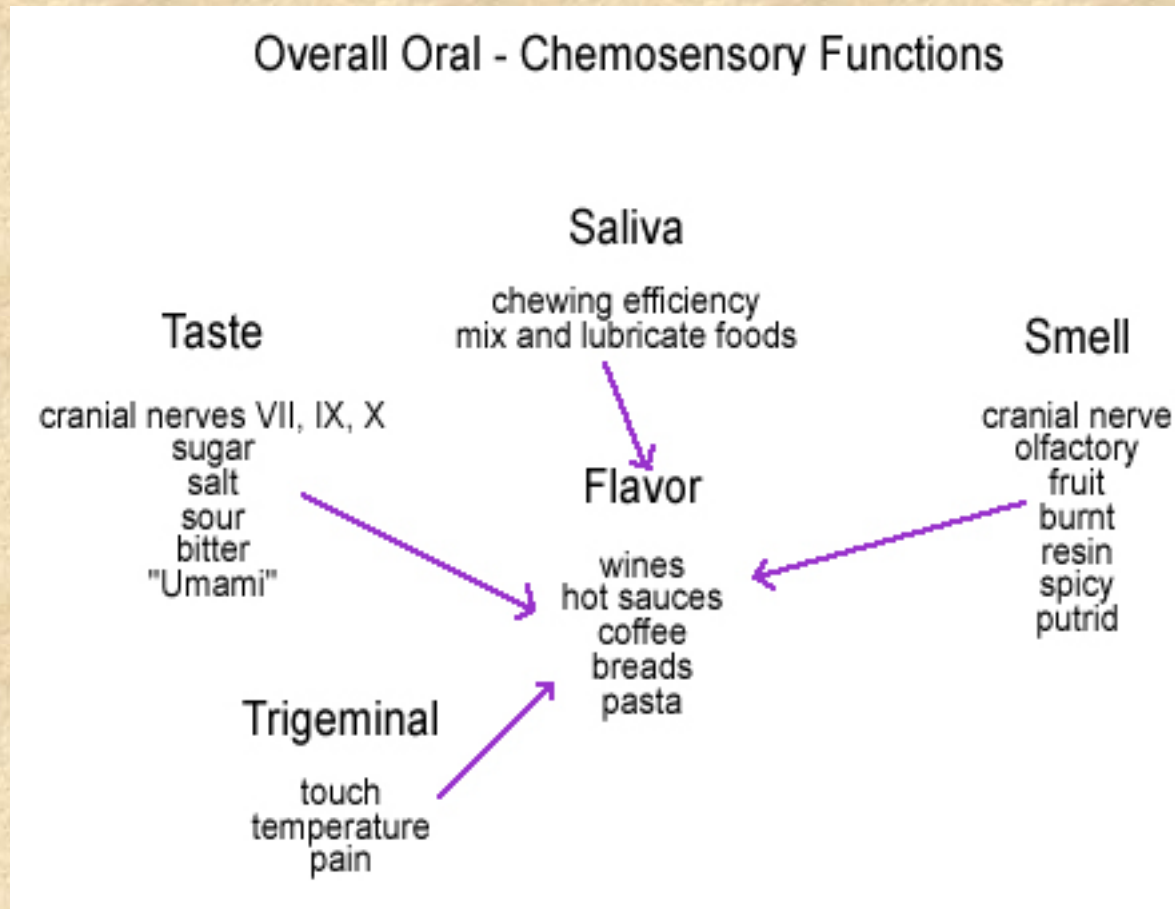 Overall Oral - Chemosensory Functions
Saliva
chewing efficiency
mix and lubricate foods
Taste
cranial nerves VII, IX, X
sugar
salt
sour
bitter
"Umami"
Smell
cranial nerve
olfactory
fruit
burnt
resin
spicy
putrid
Flavor
wines
hot sauces
coffee
breads
pasta
Trigeminal
touch
temperature
pain